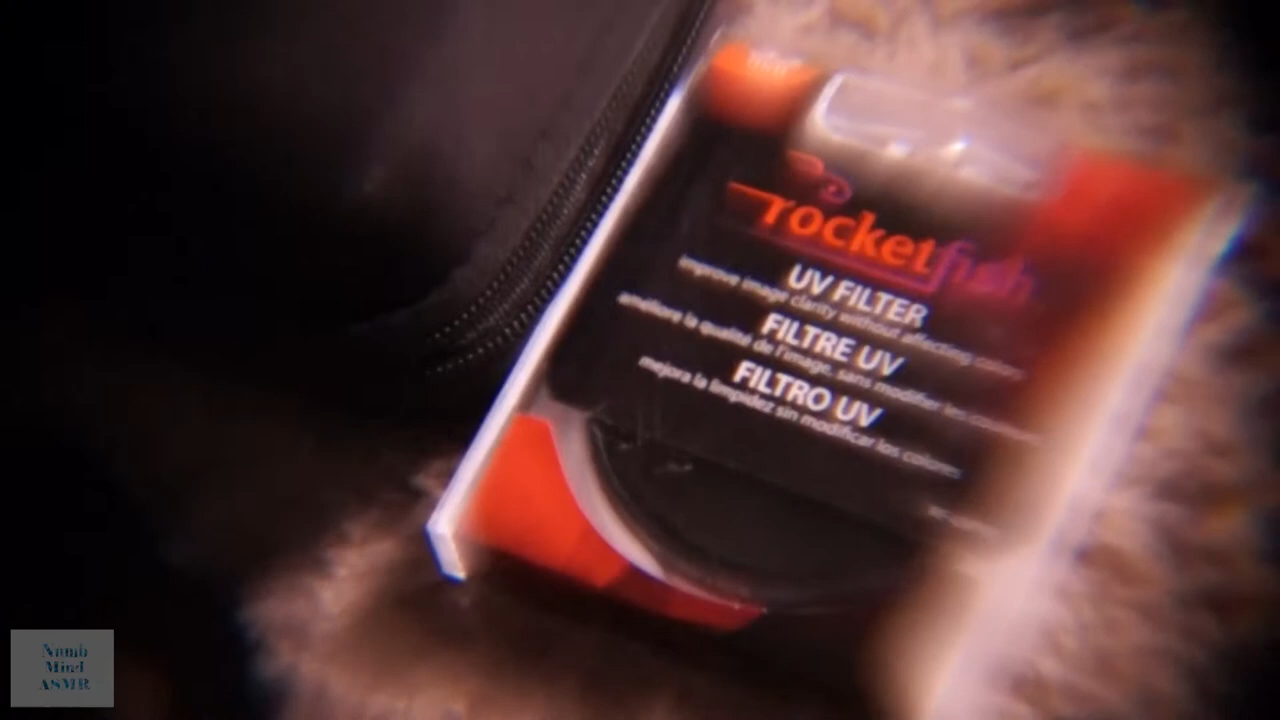 rocketfish
UV FILTER
improve image clarity without affecting colors
FILTRE UV
améliore la qualité de l'image, sans modifier les couleurs
FILTRO UV
mejora la limpidez sin modificar los colores
Numb
Mind
ASMR